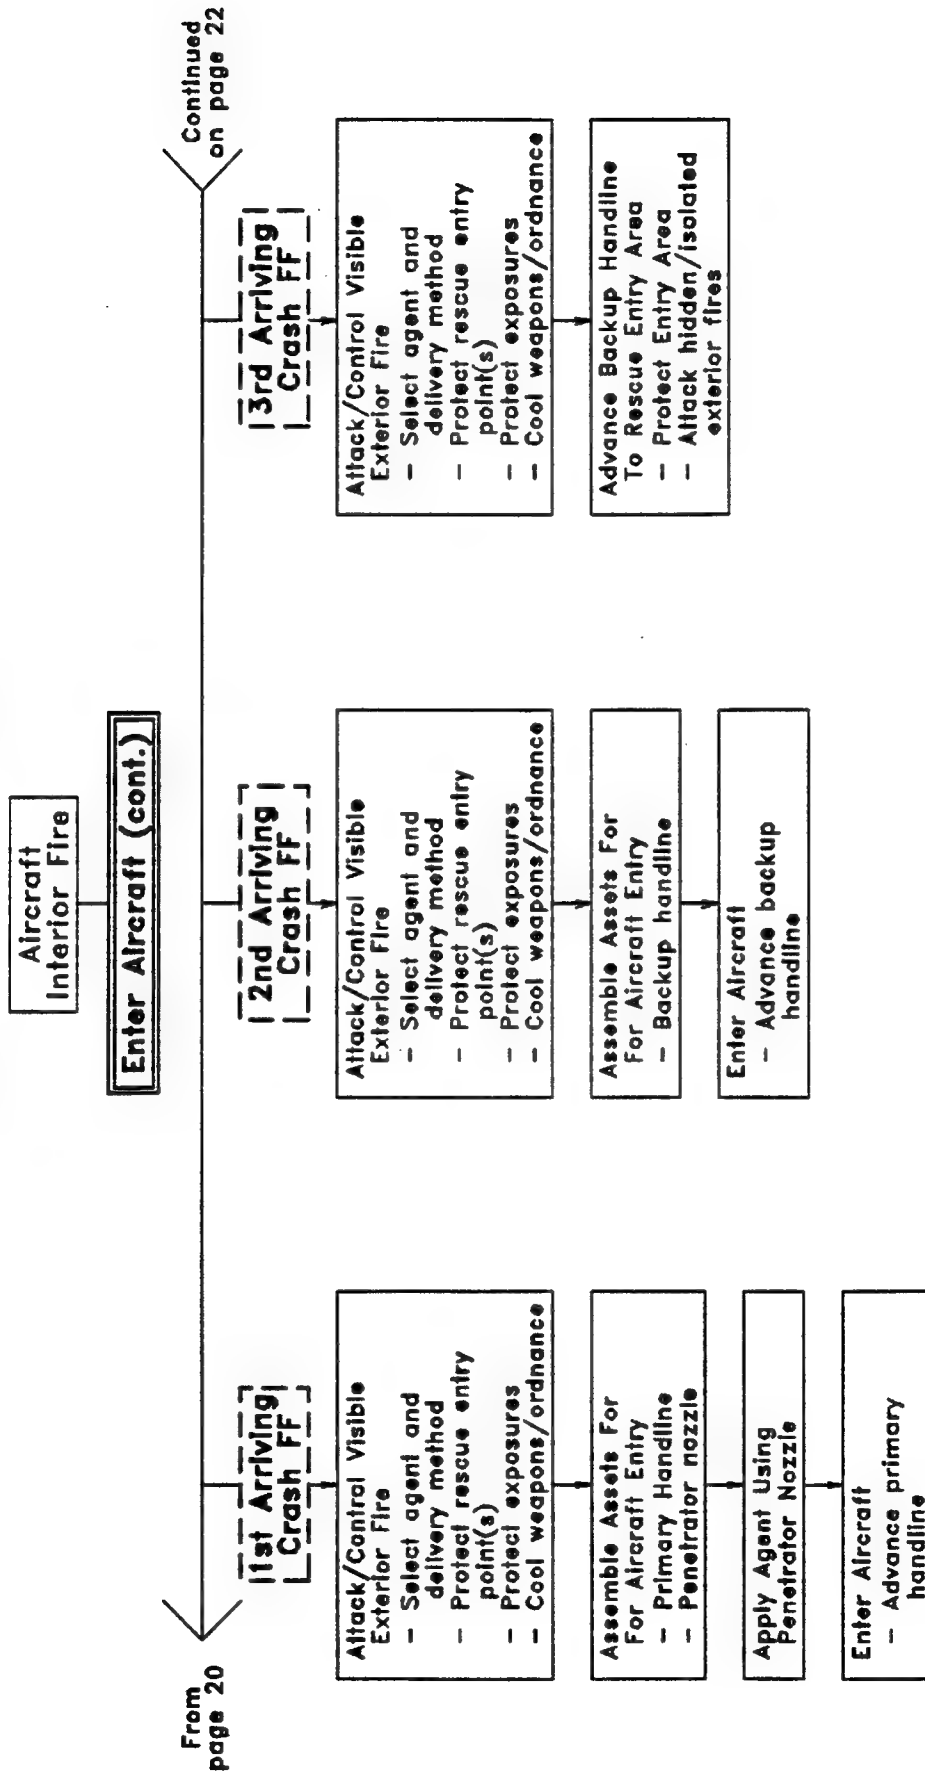 Aircraft
Interior Fire
Enter Aircraft (cont.)
From
page 20
Continued
on page 22
1st Arriving
Crash FF
Attack/Control Visible
Exterior Fire
- Select agent and
delivery method
- Protect rescue entry
point(s)
- Protect exposures
- Cool weapons/ordnance
Assemble Assets For
For Aircraft Entry
- Primary Handline
- Penetrator nozzle
Apply Agent Using
Penetrator Nozzle
Enter Aircraft
- Advance primary
handline
2nd Arriving
Crash FF
Attack/Control Visible
Exterior Fire
- Select agent and
delivery method
- Protect rescue entry
point(s)
- Protect exposures
- Cool weapons/ordnance
Assemble Assets For
For Aircraft Entry
- Backup handline
Enter Aircraft
- Advance backup
handline
3rd Arriving
Crash FF
Attack/Control Visible
Exterior Fire
- Select agent and
delivery method
- Protect rescue entry
point(s)
- Protect exposures
- Cool weapons/ordnance
Advance Backup Handline
To Rescue Entry Area
- Protect Entry Area
- Attack hidden/isolated
exterior fires